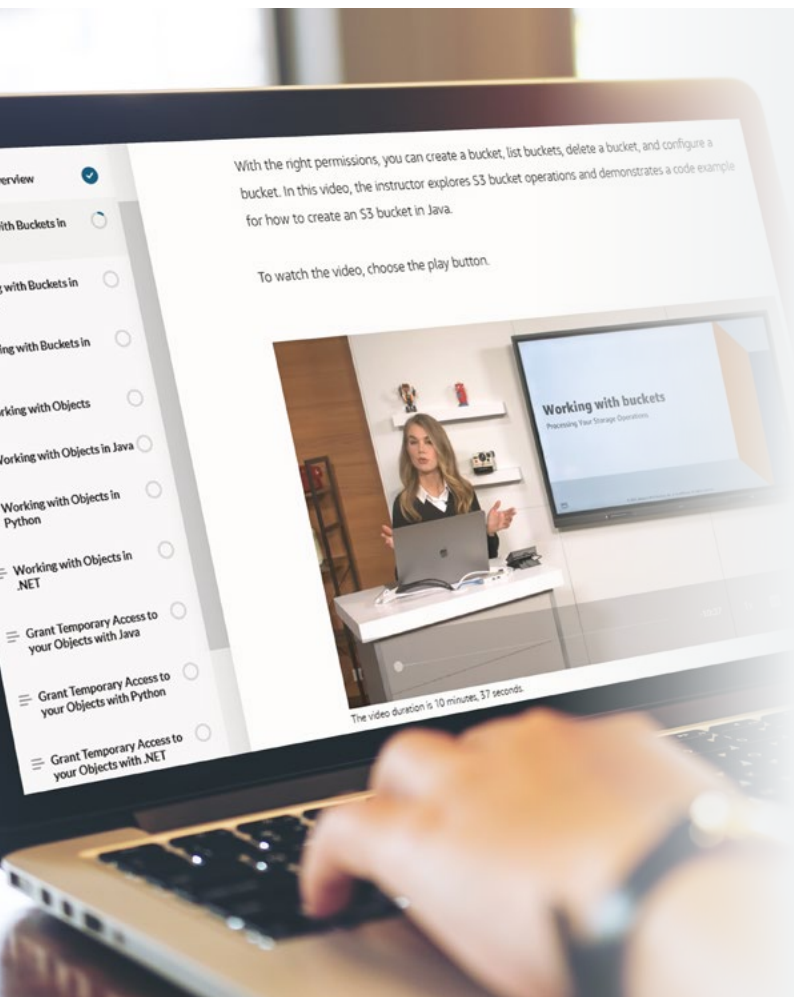 erview
ith Buckets in
with Buckets in
ing with Buckets in
rking with Objects
Working with Objects in Java
Working with Objects in
Python
Working with Objects in
.NET
Grant Temporary Access to
your Objects with Java
Grant Temporary Access to
your Objects with Python
Grant Temporary Access to
your Objects with .NET
With the right permissions, you can create a bucket, list buckets, delete a bucket, and configure a
bucket. In this video, the instructor explores S3 bucket operations and demonstrates a code example
for how to create an S3 bucket in Java.
To watch the video, choose the play button.
Working with buckets
Processing Your Storage Operations
The video duration is 10 minutes, 37 seconds.